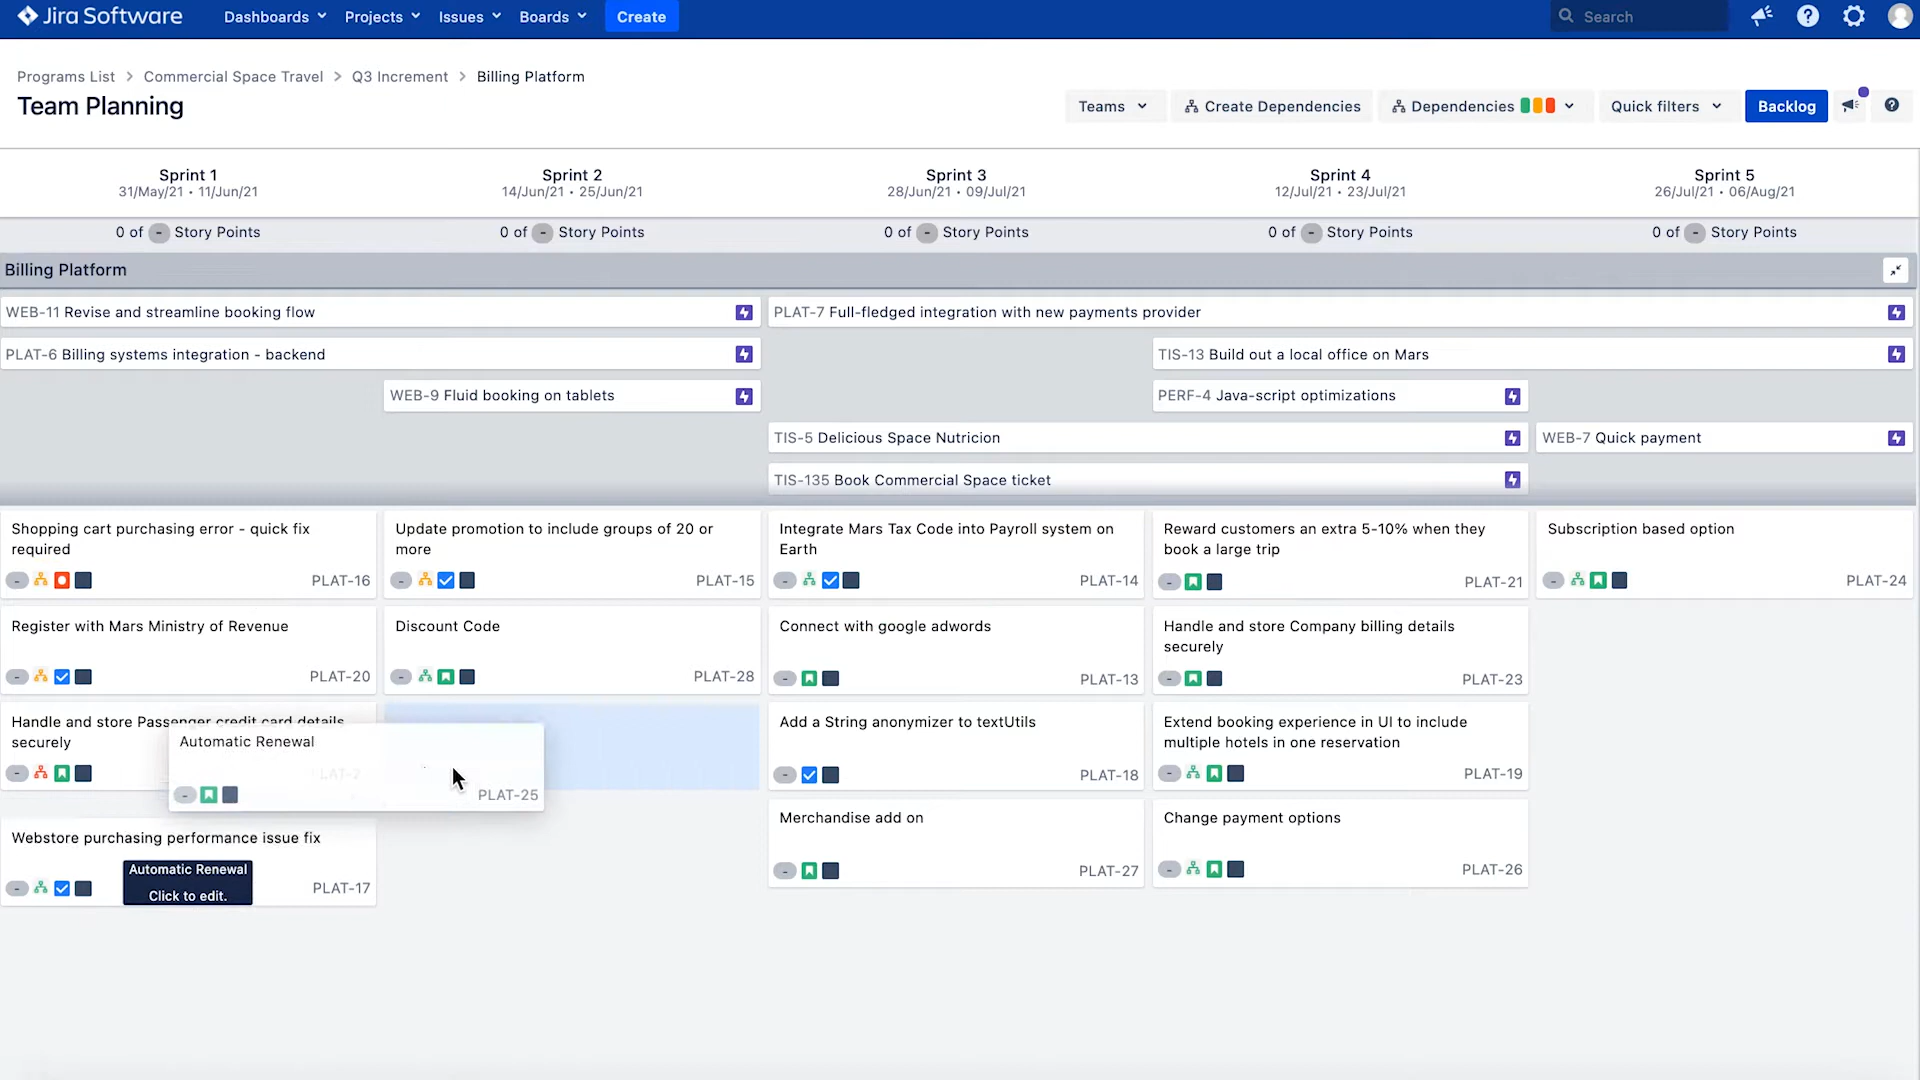 Jira Software
Dashboards
Projects
Issues
Boards
Create
Search
Programs List > Commercial Space Travel > Q3 Increment > Billing Platform
Team Planning
Teams
Create Dependencies
Dependencies
Quick filters
Backlog
Sprint 1
31/May/21 • 11/Jun/21
Sprint 2
14/Jun/21 • 25/Jun/21
Sprint 3
28/Jun/21 • 09/Jul/21
Sprint 4
12/Jul/21 • 23/Jul/21
Sprint 5
26/Jul/21 • 06/Aug/21
0 of - Story Points
0 of - Story Points
0 of - Story Points
0 of - Story Points
0 of - Story Points
Billing Platform
WEB-11 Revise and streamline booking flow
PLAT-7 Full-fledged integration with new payments provider
PLAT-6 Billing systems integration - backend
TIS-13 Build out a local office on Mars
WEB-9 Fluid booking on tablets
PERF-4 Java-script optimizations
TIS-5 Delicious Space Nutricion
WEB-7 Quick payment
TIS-135 Book Commercial Space ticket
Shopping cart purchasing error - quick fix
required
- PLAT-16
Register with Mars Ministry of Revenue
- PLAT-20
Handle and store Passenger credit card details
securely
-
Automatic Renewal
- PLAT-25
Webstore purchasing performance issue fix
- PLAT-17
Automatic Renewal
Click to edit.
Update promotion to include groups of 20 or
more
- PLAT-15
Discount Code
- PLAT-28
Integrate Mars Tax Code into Payroll system on
Earth
- PLAT-14
Connect with google adwords
- PLAT-13
Add a String anonymizer to textUtils
- PLAT-18
Merchandise add on
- PLAT-27
Reward customers an extra 5-10% when they
book a large trip
- PLAT-21
Handle and store Company billing details
securely
- PLAT-23
Extend booking experience in UI to include
multiple hotels in one reservation
- PLAT-19
Change payment options
- PLAT-26
Subscription based option
- PLAT-24